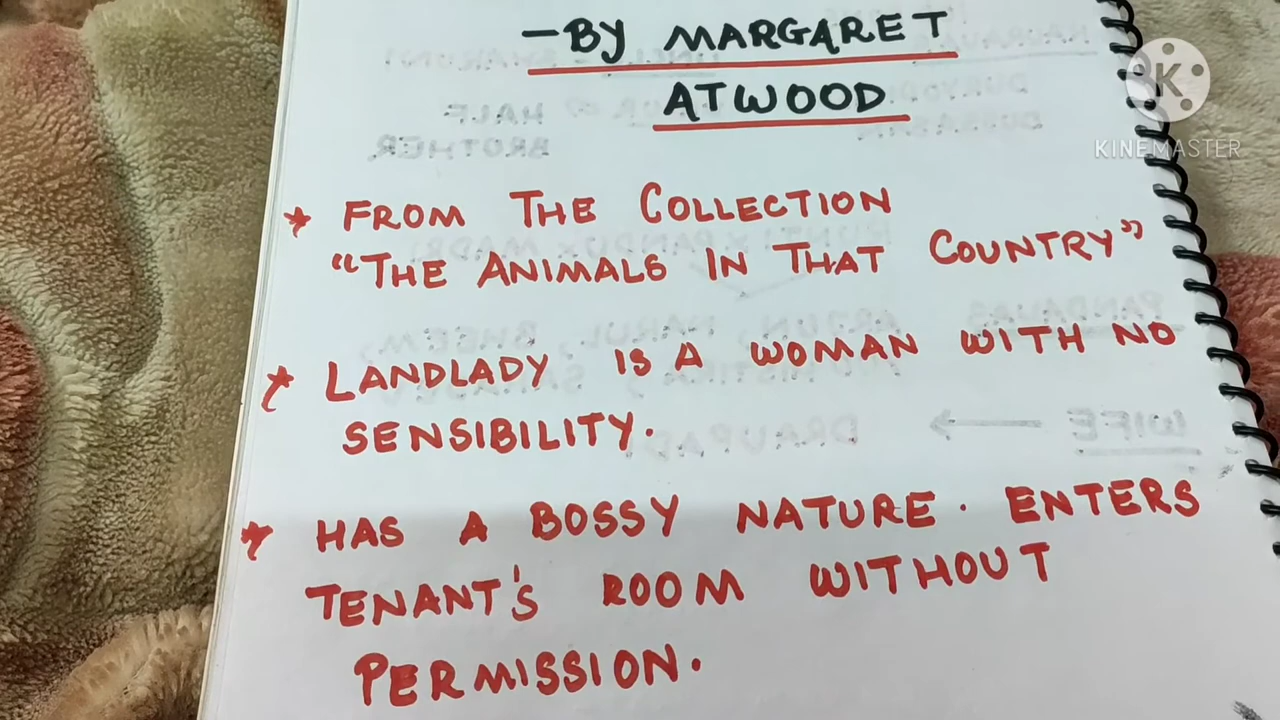 -BY MARGARET
ATWOOD
KINEMASTER
* FROM THE COLLECTION
"THE ANIMALS IN THAT COUNTRY"
* LANDLADY IS A WOMAN WITH NO
SENSIBILITY.
* HAS A BOSSY NATURE. ENTERS
TENANT'S ROOM WITHOUT
PERMISSION.